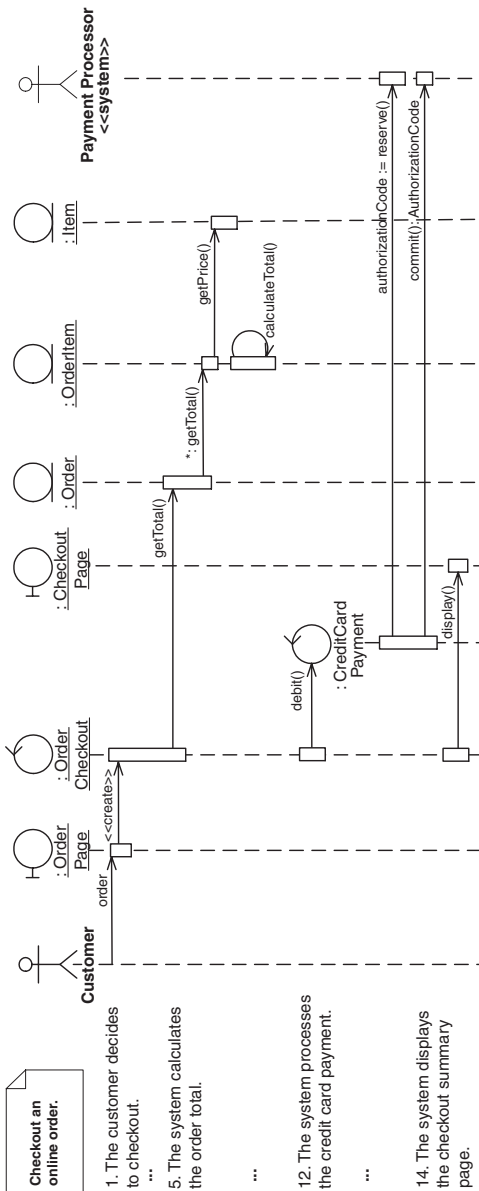 Checkout an
online order.
1. The customer decides
to checkout.
...
5. The system calculates
the order total.
...
12. The system processes
the credit card payment.
...
14. The system displays
the checkout summary
page.
Customer
: Order
Page
: Order
Checkout
: Checkout
Page
: Order
: OrderItem
: Item
Payment Processor
<<system>>
order
<<create>>
getTotal()
*: getTotal()
getPrice()
calculateTotal()
debit()
: CreditCard
Payment
authorizationCode := reserve()
commit(): AuthorizationCode
display()